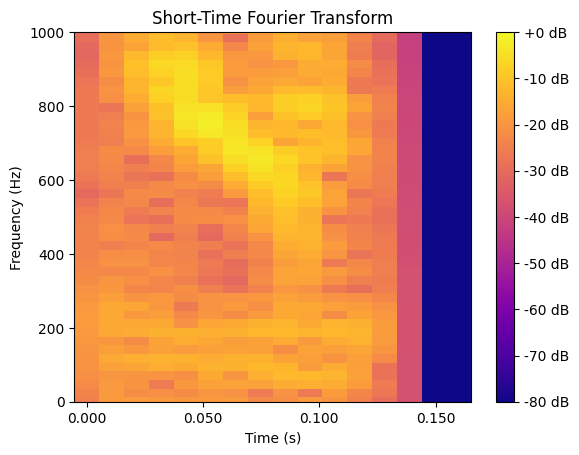 Short-Time Fourier Transform
1000
800
600
400
200
0
Frequency (Hz)
0.000
0.050
0.100
0.150
Time (s)
+0 dB
-10 dB
-20 dB
-30 dB
-40 dB
-50 dB
-60 dB
-70 dB
-80 dB